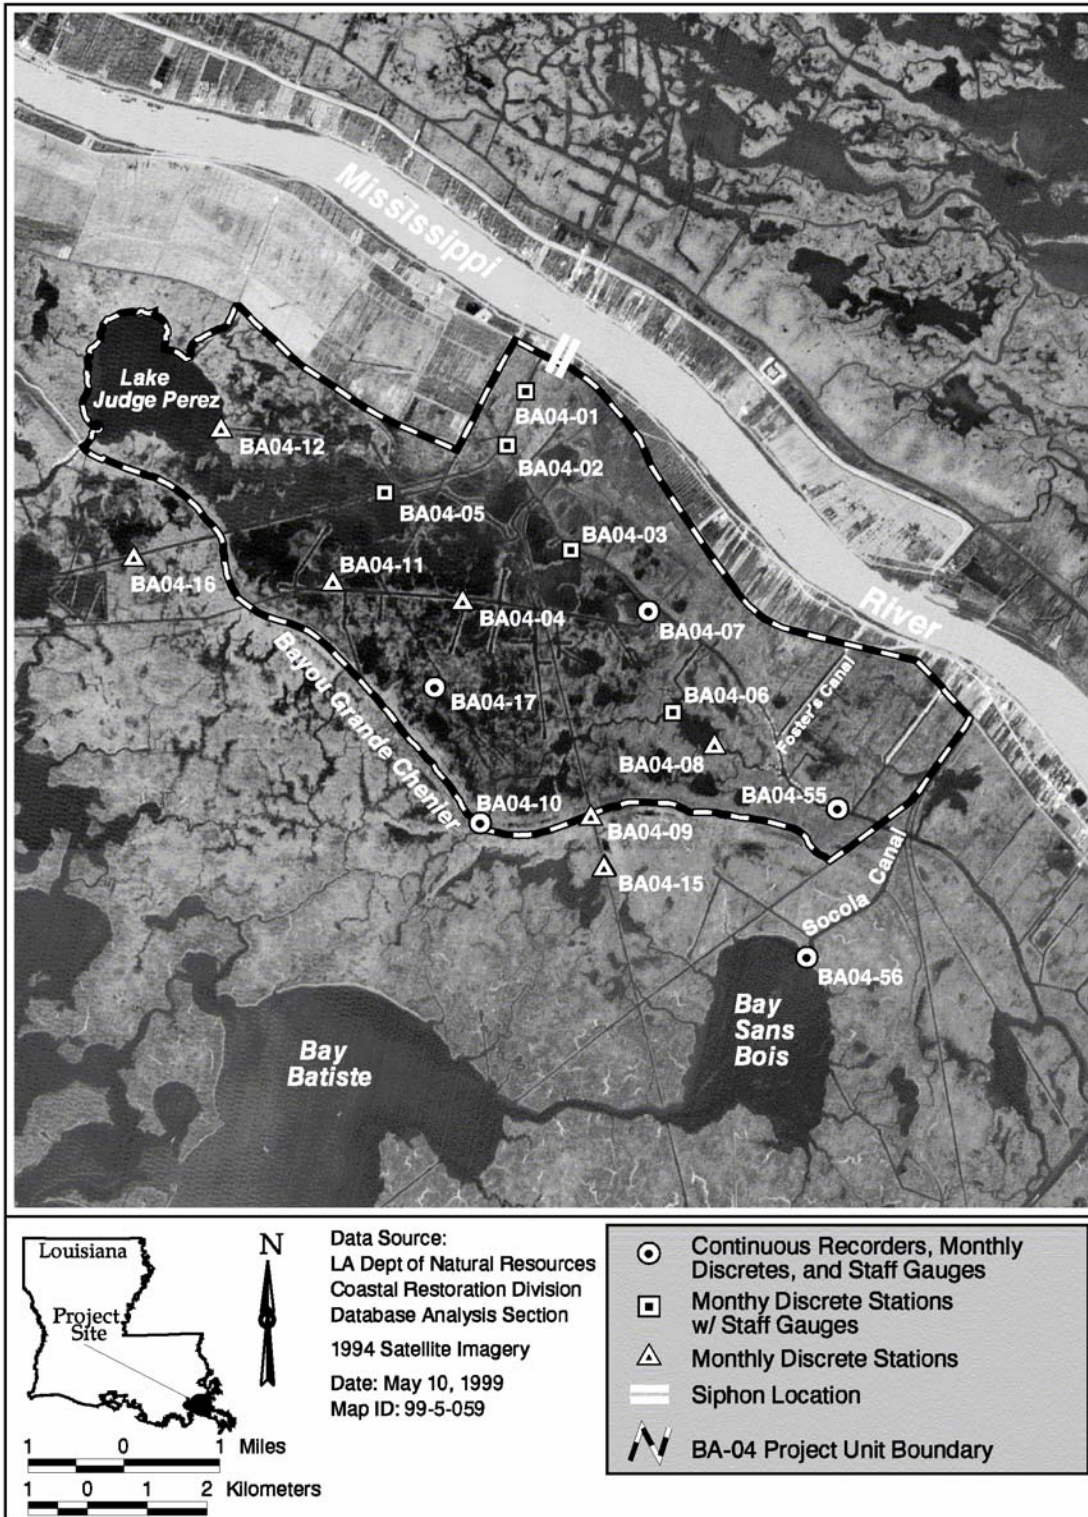 Mississippi
Lake
Judge Perez
BA04-01
BA04-12
BA04-02
BA04-05
BA04-03
BA04-11
BA04-16
BA04-04
River
BA04-07
Bayou Grande Chenier
BA04-17
BA04-06
Foster's Canal
BA04-08
BA04-10
BA04-55
BA04-09
BA04-15
Socola Canal
BA04-56
Bay
Sans
Bois
Bay
Batiste
Louisiana
Project
Site
N
Data Source:
LA Dept of Natural Resources
Coastal Restoration Division
Database Analysis Section
1994 Satellite Imagery
Date: May 10, 1999
Map ID: 99-5-059
1 0 1 Miles
1 0 1 2 Kilometers
Continuous Recorders, Monthly
Discretes, and Staff Gauges
Monthy Discrete Stations
w/ Staff Gauges
Monthly Discrete Stations
Siphon Location
BA-04 Project Unit Boundary